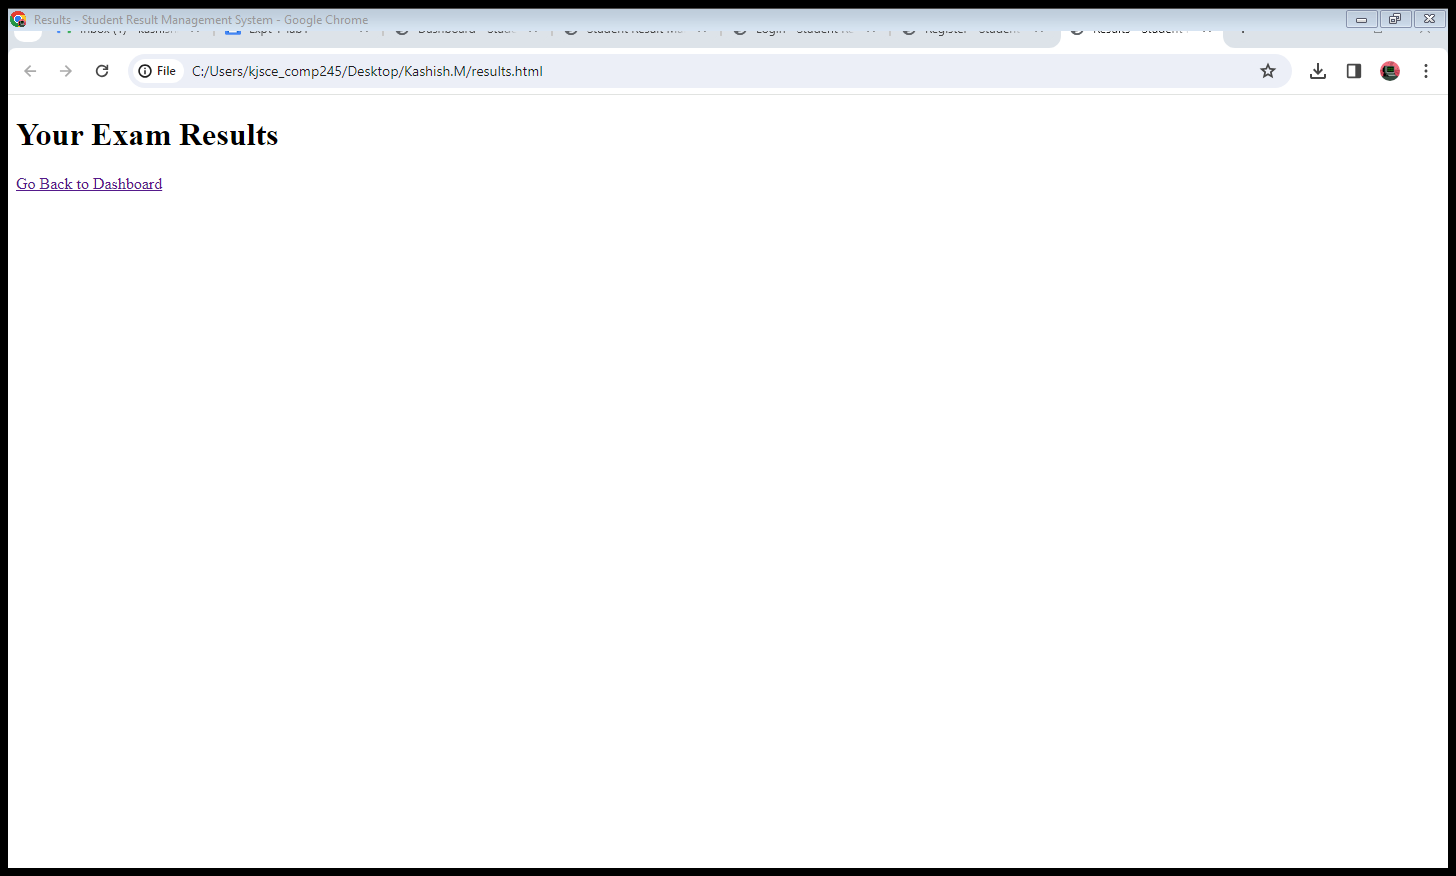 Results - Student Result Management System - Google Chrome
File C:/Users/kjsce_comp245/Desktop/Kashish.M/results.html
Your Exam Results
Go Back to Dashboard